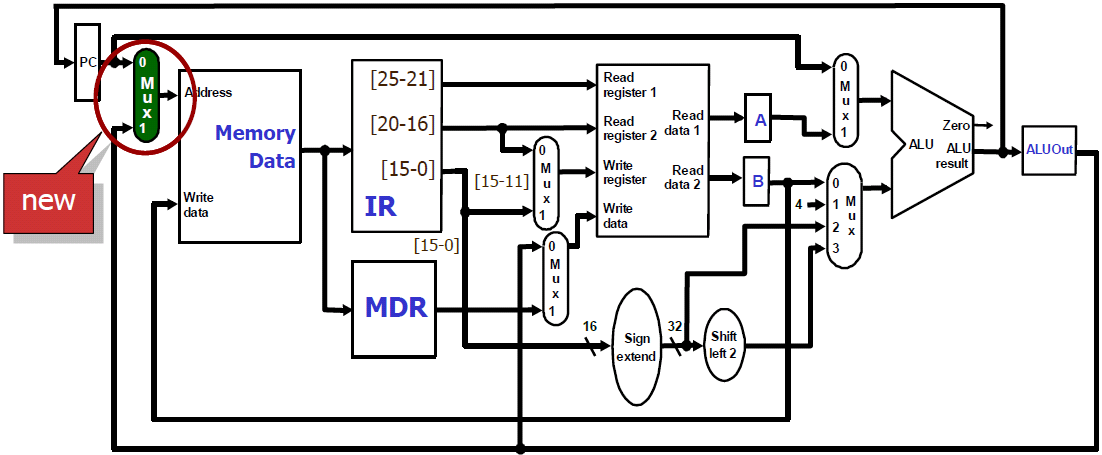 PC
0
M
u
x
1
new
Address
Memory
Data
Write
data
[25-21]
[20-16]
[15-0]
IR
[15-11]
[15-0]
MDR
0
M
u
x
1
0
M
u
x
1
Read
register 1
Read
register 2
Write
register
Write
data
Read
data 1
Read
data 2
16
Sign
extend
32
Shift
left 2
A
B
4
0
M
u
x
1
0
1
2
3
M
u
x
Zero
ALU
ALU
result
ALUOut